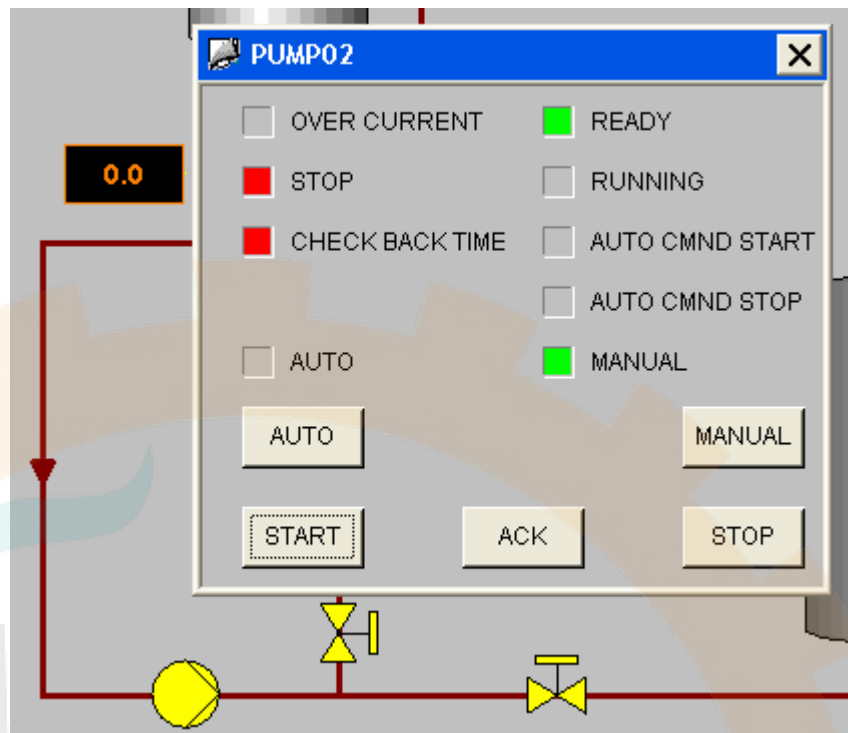 PUMP02
OVER CURRENT
READY
0.0
STOP
RUNNING
CHECK BACK TIME
AUTO CMND START
AUTO CMND STOP
AUTO
MANUAL
AUTO
MANUAL
START
ACK
STOP